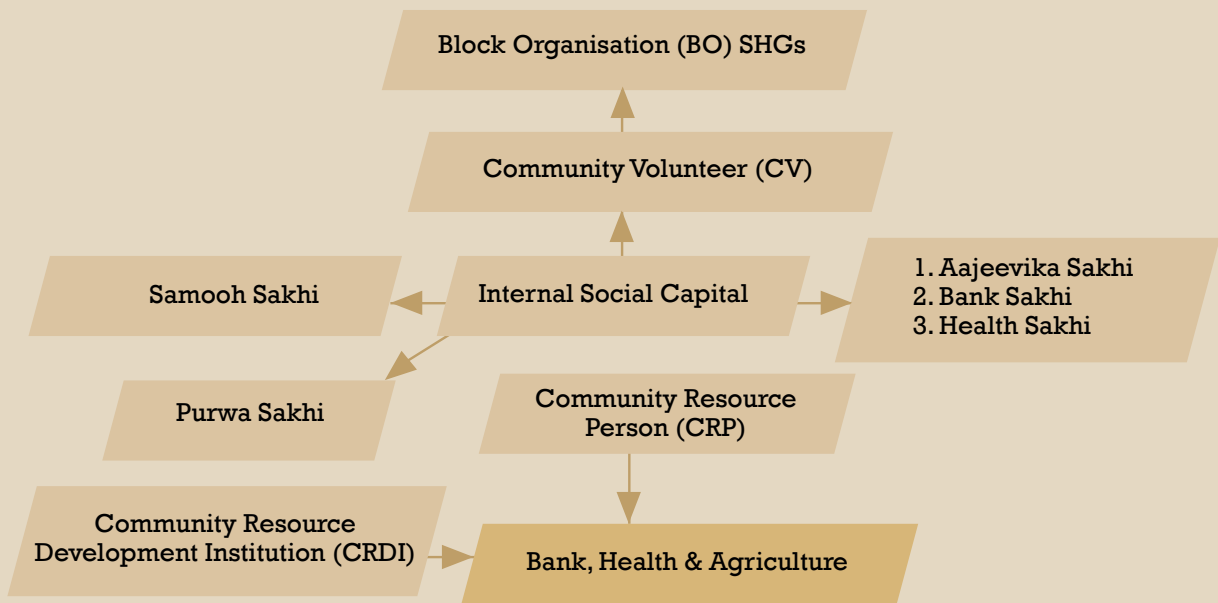 Block Organisation (BO) SHGs
Community Volunteer (CV)
Samooh Sakhi
Internal Social Capital
1. Aajeevika Sakhi
2. Bank Sakhi
3. Health Sakhi
Purwa Sakhi
Community Resource
Person (CRP)
Community Resource
Development Institution (CRDI)
Bank, Health & Agriculture